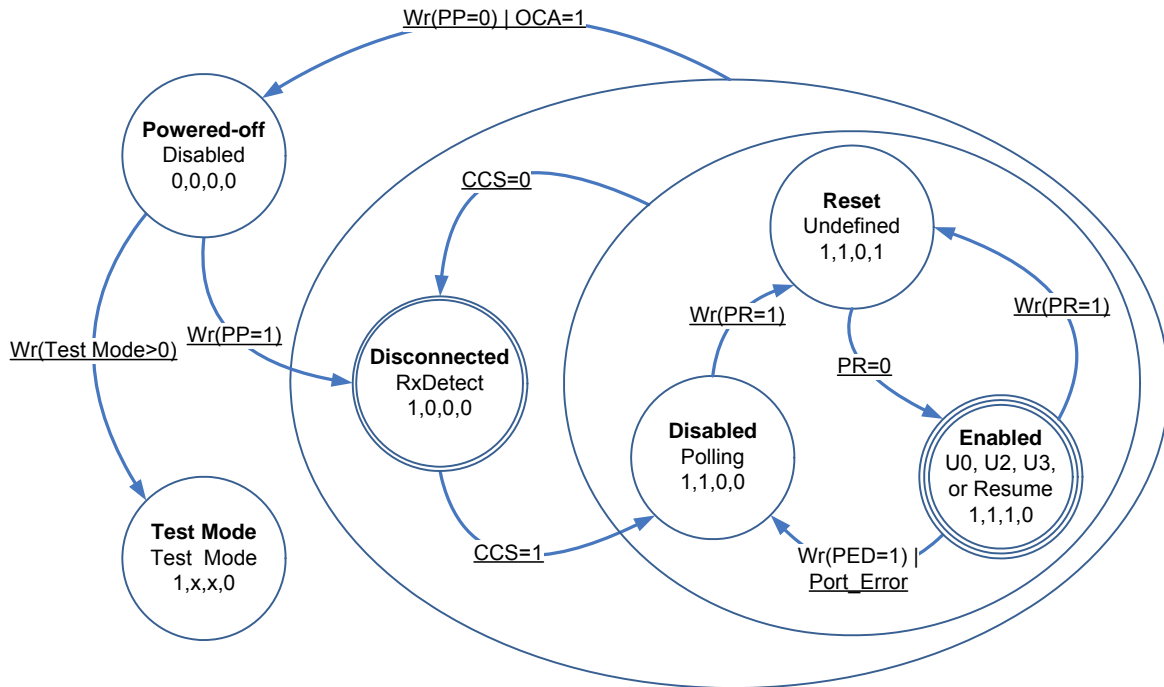 Wr(PP=0) | OCA=1
Powered-off
Disabled
0,0,0,0
CCS=0
Reset
Undefined
1,1,0,1
Wr(Test Mode>0)
Wr(PP=1)
Wr(PR=1)
Wr(PR=1)
Disconnected
RxDetect
1,0,0,0
PR=0
Disabled
Polling
1,1,0,0
Enabled
U0, U2, U3,
or Resume
1,1,1,0
Test Mode
Test Mode
1,x,x,0
CCS=1
Wr(PED=1) |
Port_Error